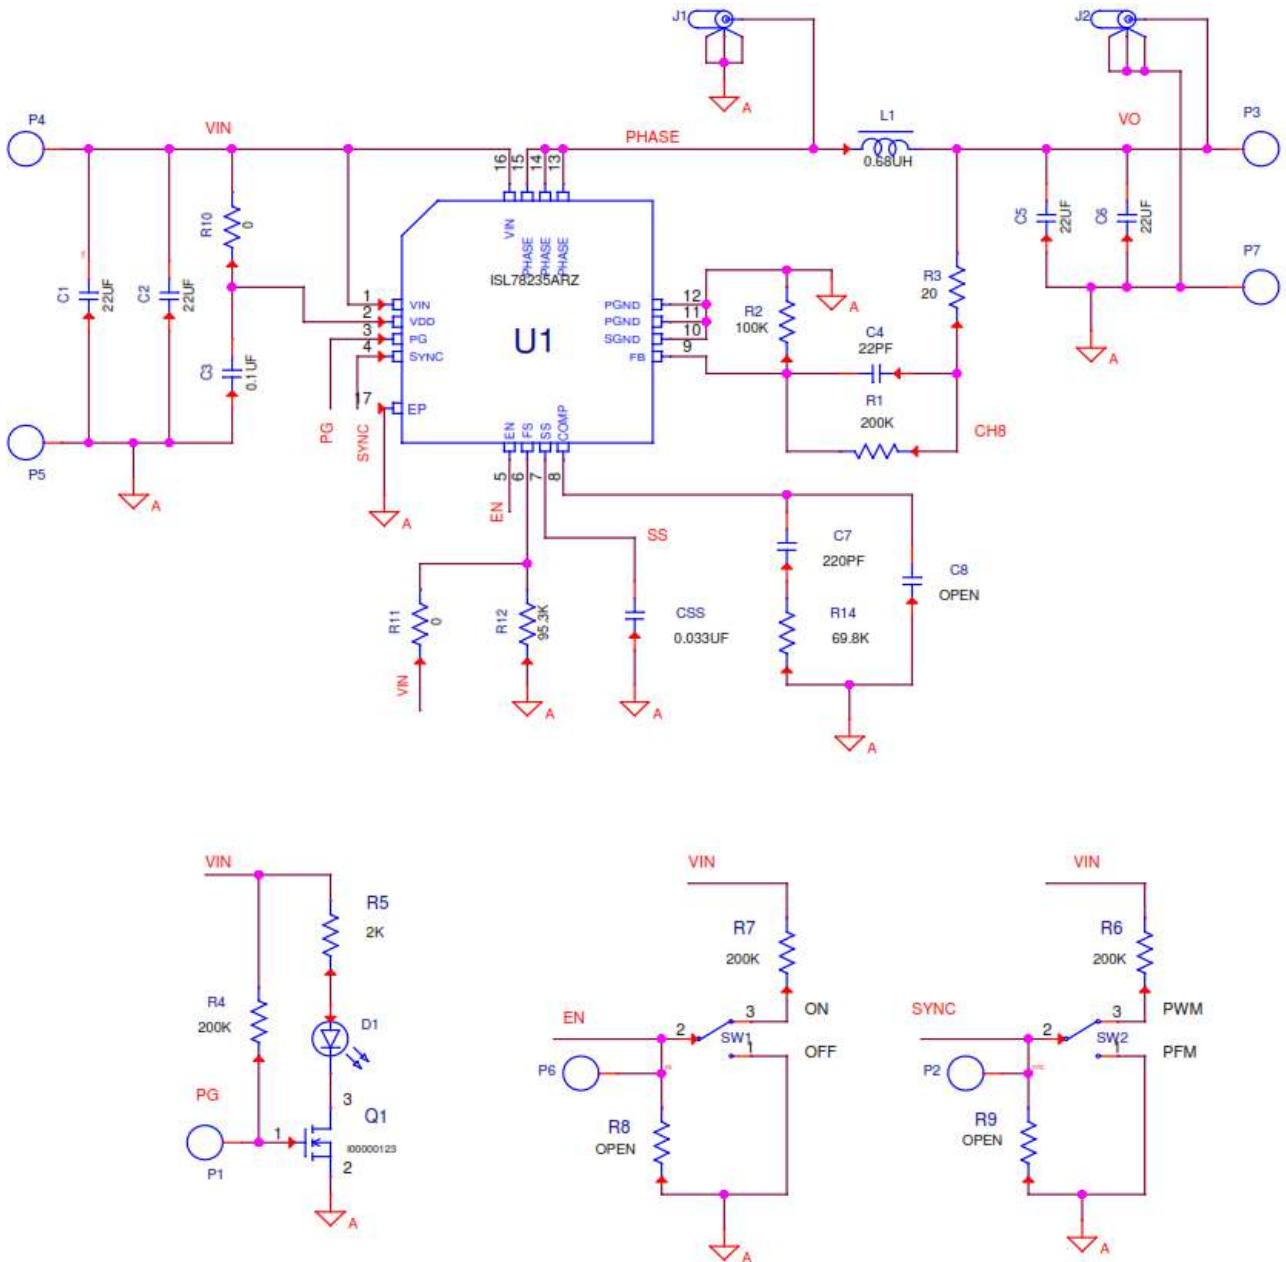 J1
J2
A
P4
VIN
PHASE
L1
0.68UH
VO
P3
16
15
14
13
R10
0
C1
22UF
C2
22UF
C3
0.1UF
VIN
PHASE
PHASE
PHASE
ISL78235ARZ
U1
1
VIN
2
VDD
3
PG
4
SYNC
17
EP
PGND
12
PGND
11
SGND
10
FB
9
A
R2
100K
C4
22PF
R1
200K
R3
20
CH8
C5
22UF
C6
22UF
P7
A
P5
A
PG
SYNC
A
EN
FS
SS
COMP
5
6
7
8
EN
SS
R11
0
VIN
R12
95.3K
A
CSS
0.033UF
A
C7
220PF
R14
69.8K
C8
OPEN
A
VIN
R5
2K
R4
200K
D1
PG
P1
1
3
Q1
I00000123
2
A
VIN
R7
200K
EN
2
3
ON
SW1
1
OFF
P6
R8
OPEN
A
VIN
R6
200K
SYNC
2
3
PWM
SW2
1
PFM
P2
R9
OPEN
A